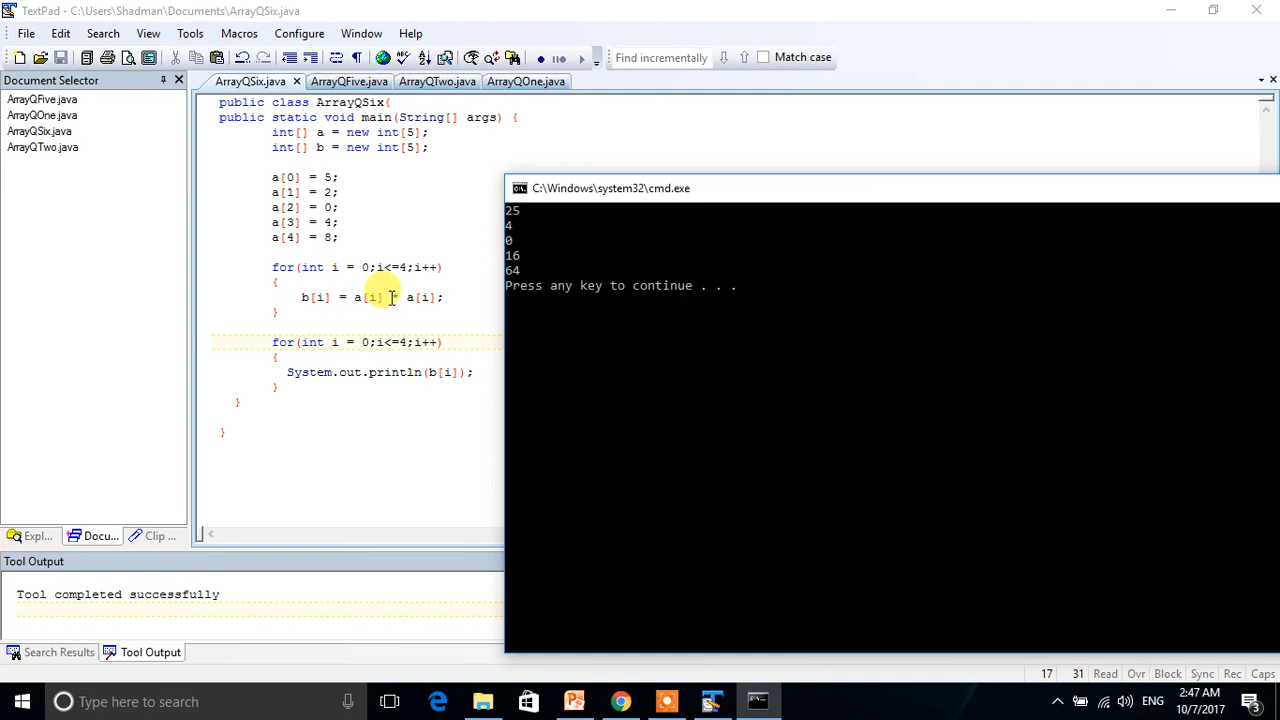 TextPad - C:\Users\Shadman\Documents\ArrayQSix.java
File Edit Search View Tools Macros Configure Window Help
Find incrementally Match case
Document Selector
ArrayQSix.java ArrayQFive.java ArrayQTwo.java ArrayQOne.java
ArrayQFive.java
ArrayQOne.java
ArrayQSix.java
ArrayQTwo.java
public class ArrayQSix{
public static void main(String[] args) {
int[] a = new int[5];
int[] b = new int[5];
a[0] = 5;
a[1] = 2;
a[2] = 0;
a[3] = 4;
a[4] = 8;
for(int i = 0;i<=4;i++)
{
b[i] = a[i] * a[i];
}
for(int i = 0;i<=4;i++)
{
System.out.println(b[i]);
}
}
}
C:\Windows\system32\cmd.exe
25
4
0
16
64
Press any key to continue . . .
Expl... Docu... Clip ...
Tool Output
Tool completed successfully
Search Results Tool Output
17 31 Read Ovr Block Sync Rec Caps
Type here to search
ENG
2:47 AM
10/7/2017
3